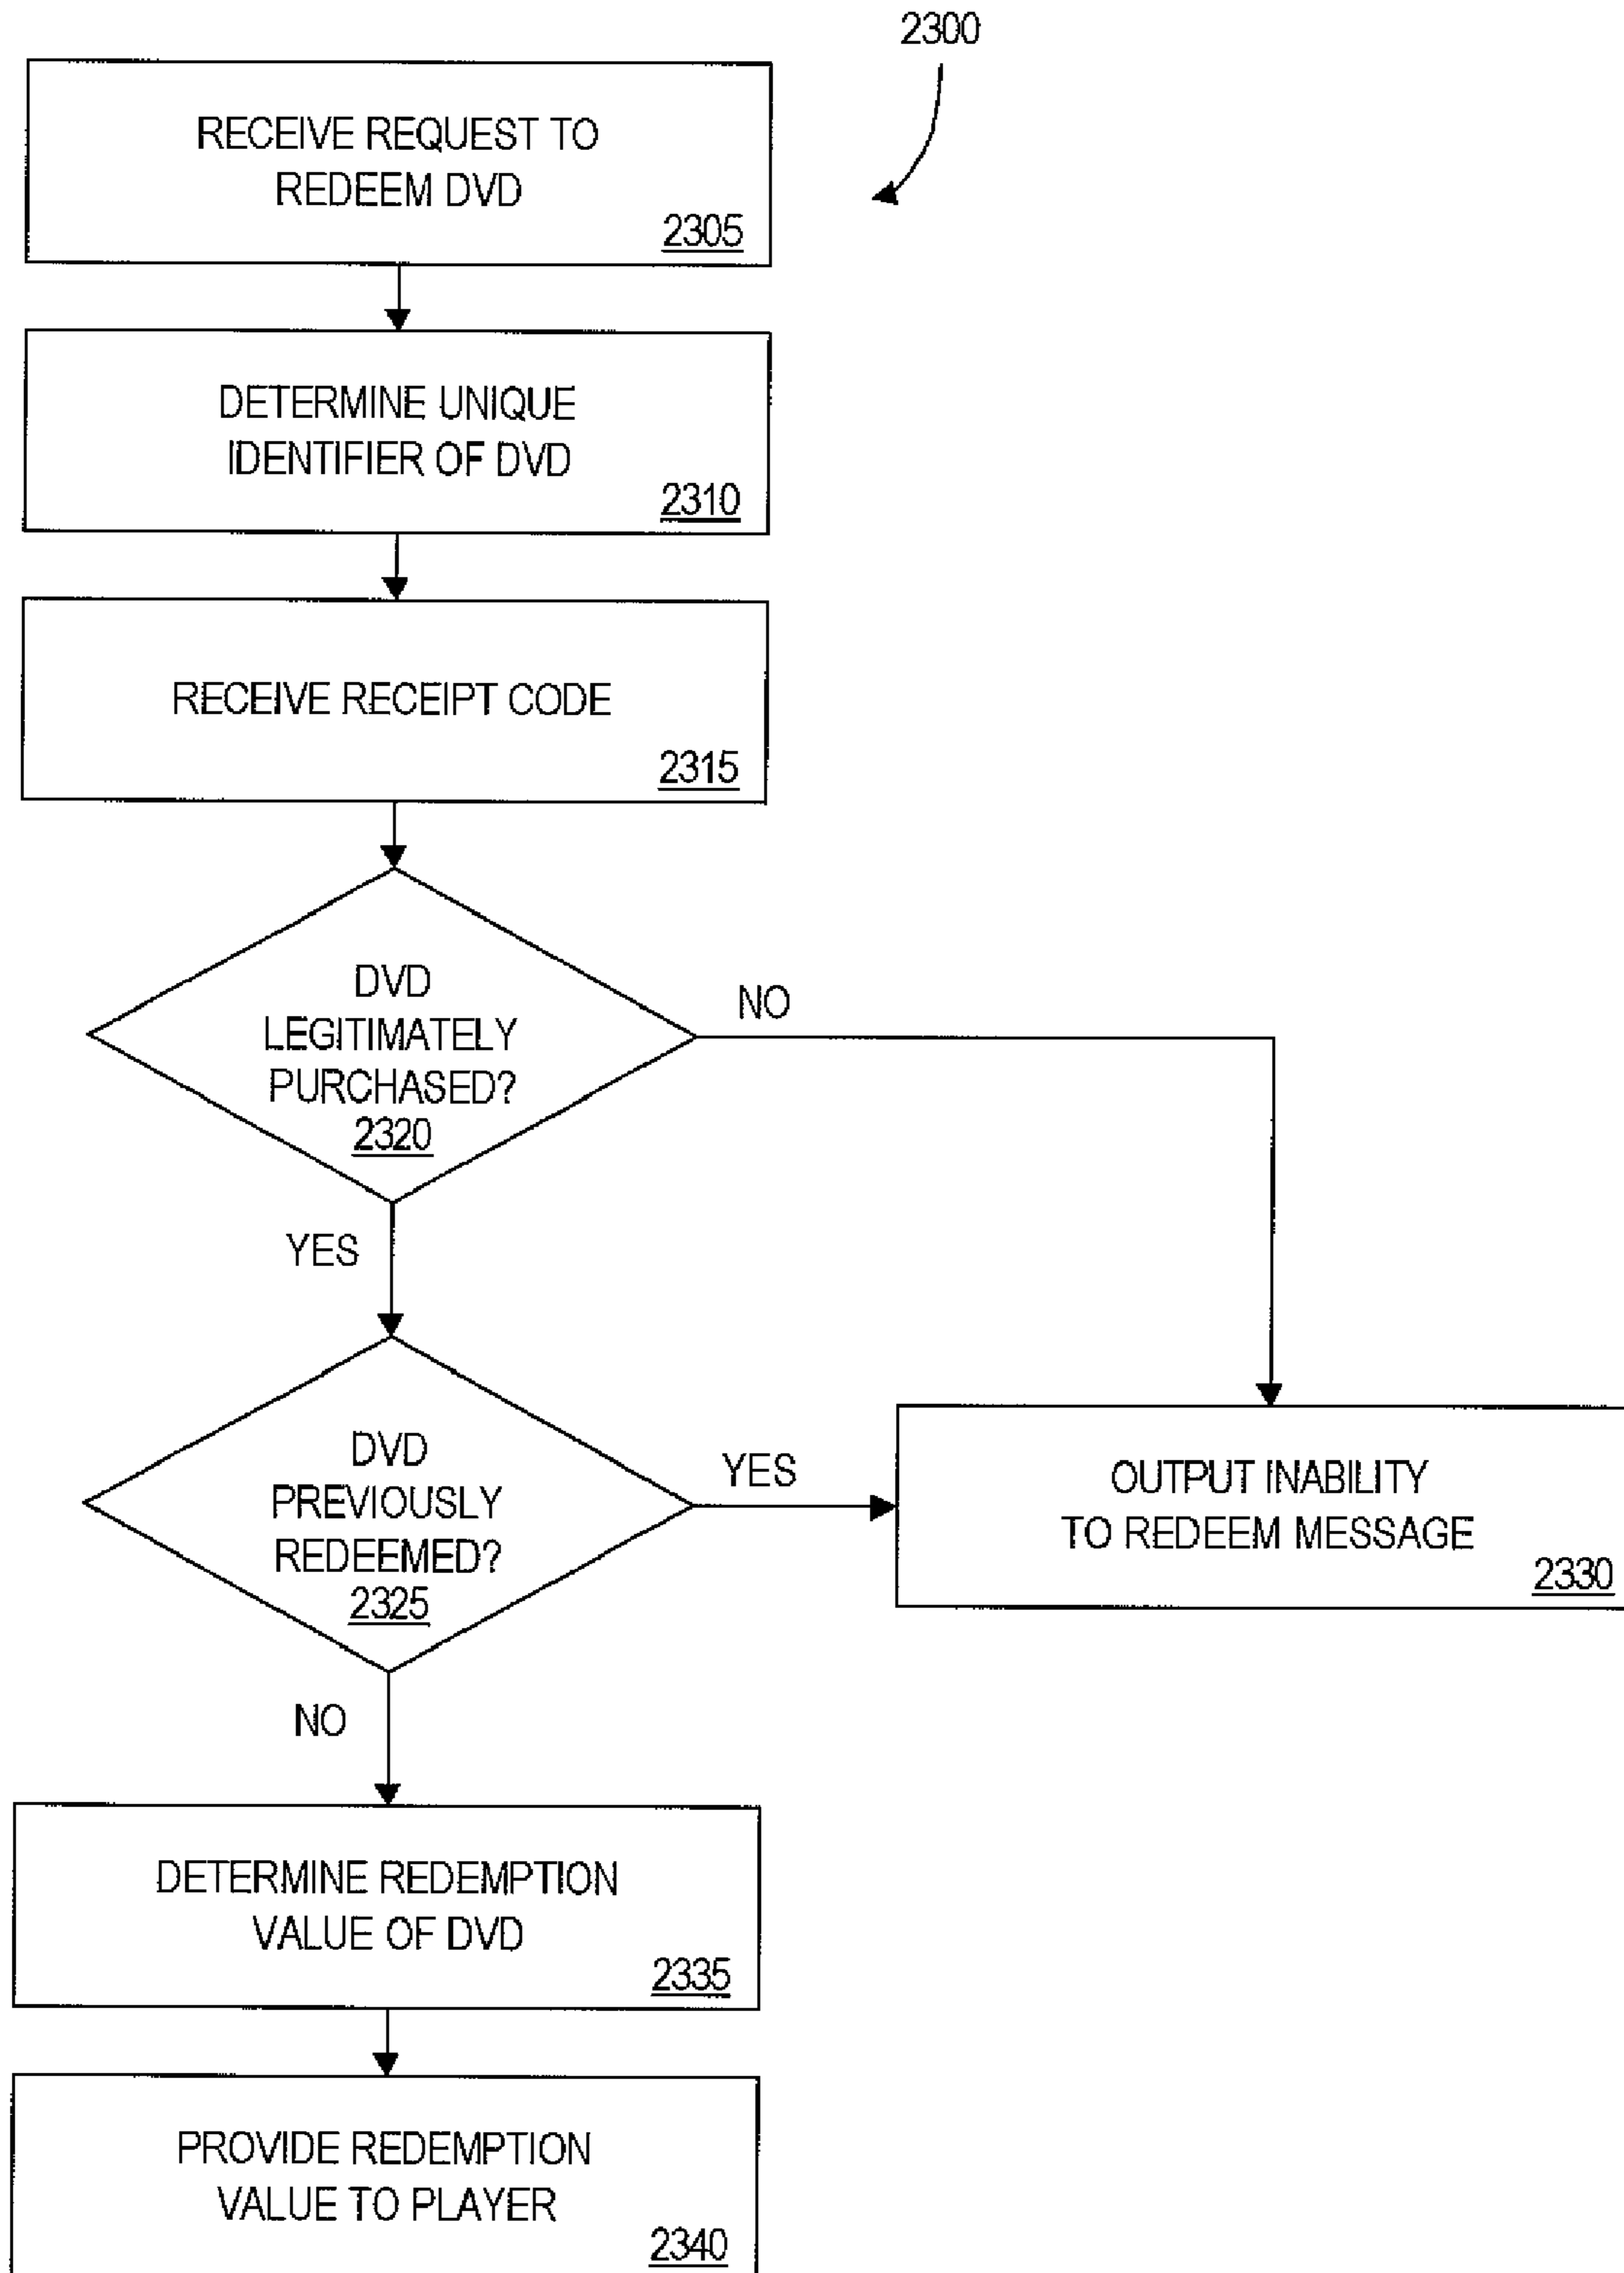 2300
RECEIVE REQUEST TO
REDEEM DVD
2305
DETERMINE UNIQUE
IDENTIFIER OF DVD
2310
RECEIVE RECEIPT CODE
2315
DVD
LEGITIMATELY
PURCHASED?
2320
NO
YES
DVD
PREVIOUSLY
REDEEMED?
2325
YES
OUTPUT INABILITY
TO REDEEM MESSAGE
2330
NO
DETERMINE REDEMPTION
VALUE OF DVD
2335
PROVIDE REDEMPTION
VALUE TO PLAYER
2340